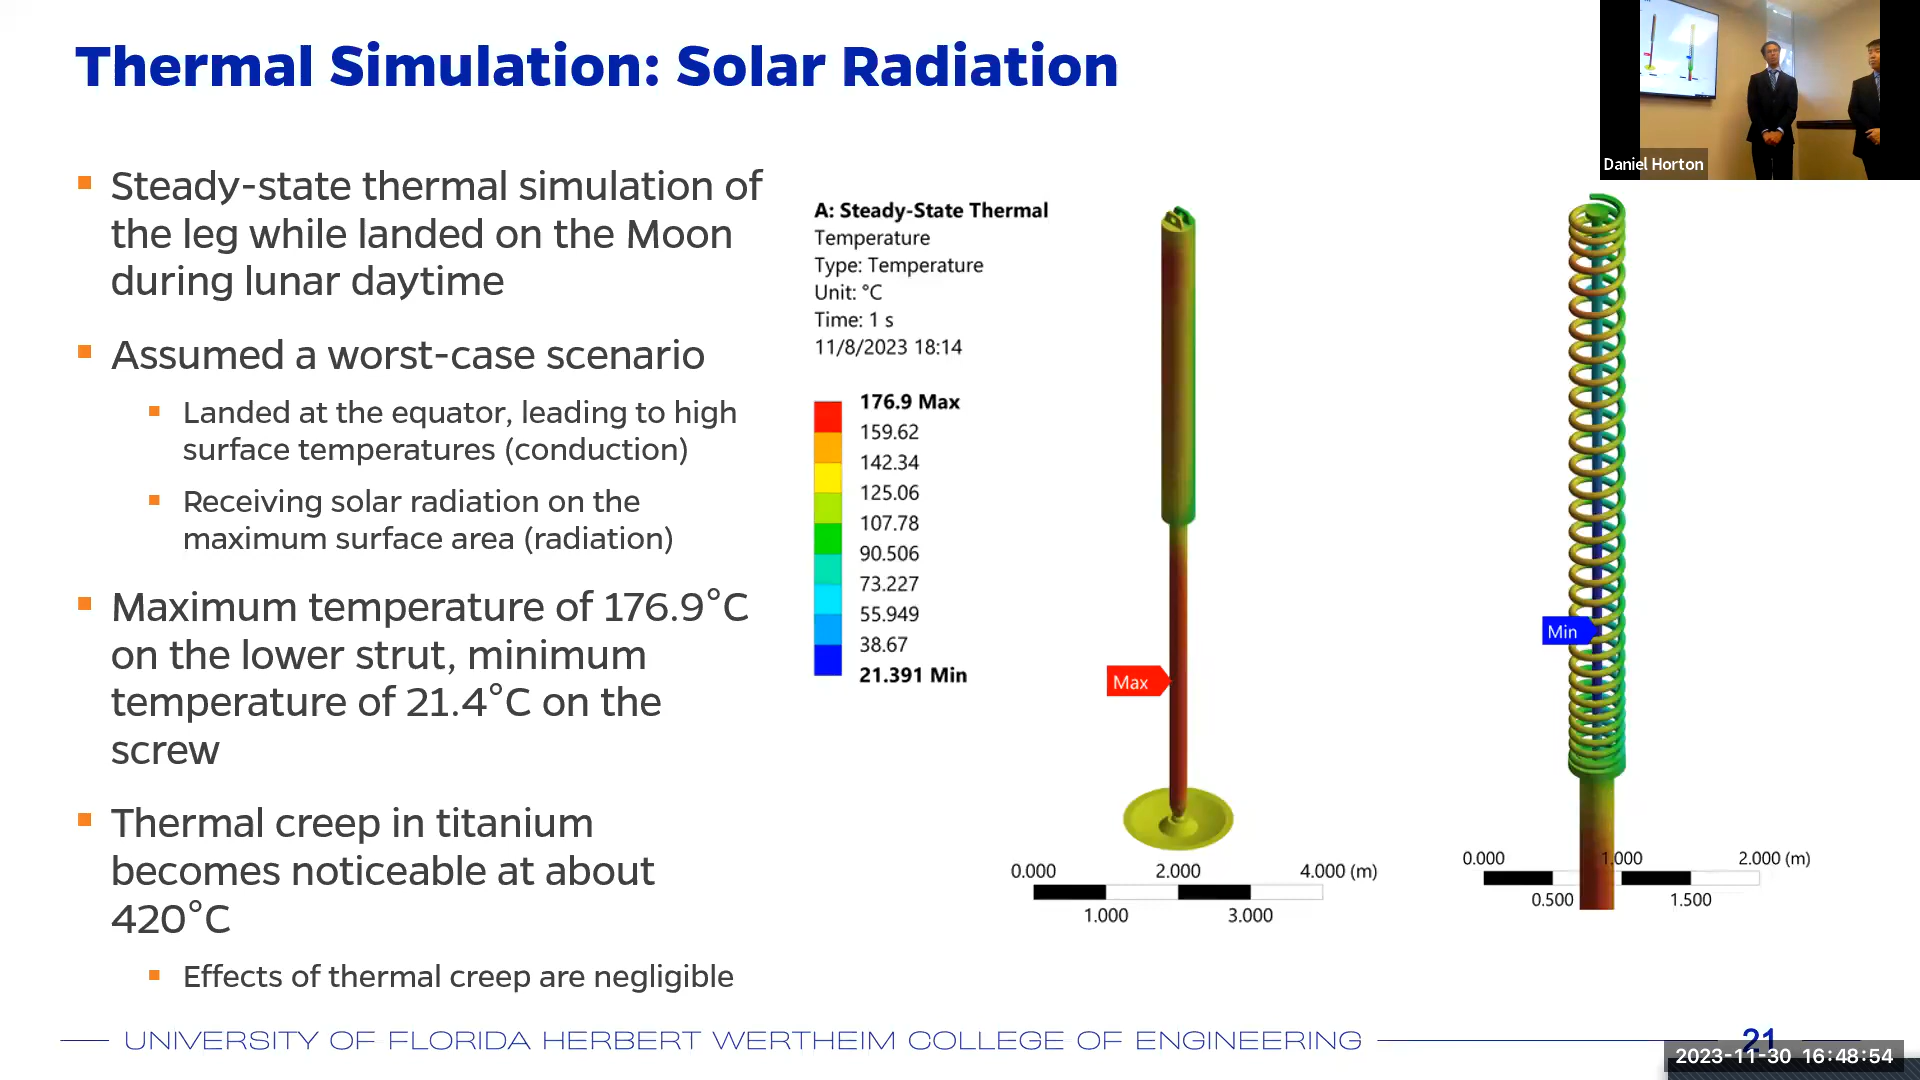 Thermal Simulation: Solar Radiation
Daniel Horton
Steady-state thermal simulation of
the leg while landed on the Moon
during lunar daytime
Assumed a worst-case scenario
Landed at the equator, leading to high
surface temperatures (conduction)
Receiving solar radiation on the
maximum surface area (radiation)
Maximum temperature of 176.9°C
on the lower strut, minimum
temperature of 21.4°C on the
screw
Thermal creep in titanium
becomes noticeable at about
420°C
Effects of thermal creep are negligible
A: Steady-State Thermal
Temperature
Type: Temperature
Unit: °C
Time: 1 s
11/8/2023 18:14
176.9 Max
159.62
142.34
125.06
107.78
90.506
73.227
55.949
38.67
21.391 Min
Max
0.000 2.000 4.000 (m)
1.000 3.000
Min
0.000 1.000 2.000 (m)
0.500 1.500
UNIVERSITY OF FLORIDA HERBERT WERTHEIM COLLEGE OF ENGINEERING
21
2023-11-30 16:48:54